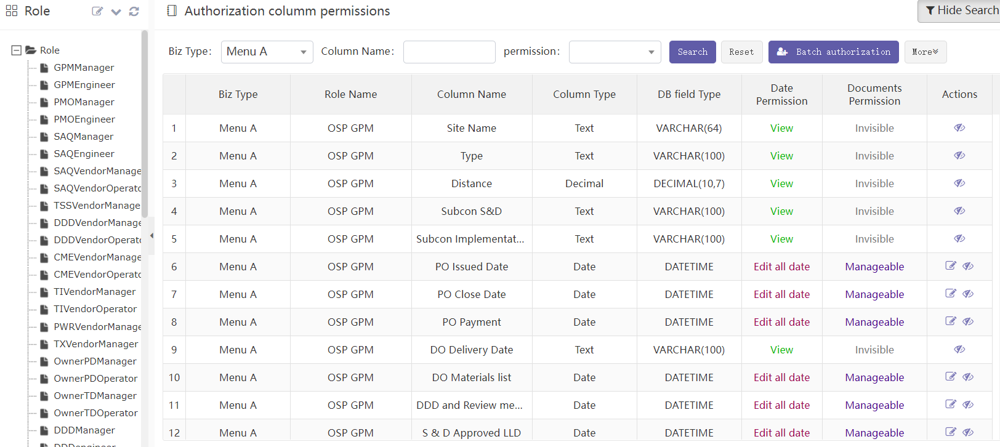 Role
Authorization columm permissions
Hide Search
Biz Type:
Menu A
Column Name:
permission:
Search
Reset
Batch authorization
More
Role
GPMManager
GPMEngineer
PMOManager
PMOEngineer
SAQManager
SAQEngineer
SAQVendorManage
SAQVendorOperato
TSSVendorManage
DDDVendorManage
DDDVendorOperato
CMEVendorManage
CMEVendorOperato
TIVendorManager
TIVendorOperator
PWRVendorManage
TXVendorManager
OwnerPDManager
OwnerPDOperator
OwnerTDManager
OwnerTDOperator
DDDManager
DDDengineer
Biz Type Role Name Column Name Column Type DB field Type Date Permission Documents Permission Actions
1 Menu A OSP GPM Site Name Text VARCHAR(64) View Invisible
2 Menu A OSP GPM Type Text VARCHAR(100) View Invisible
3 Menu A OSP GPM Distance Decimal DECIMAL(10,7) View Invisible
4 Menu A OSP GPM Subcon S&D Text VARCHAR(100) View Invisible
5 Menu A OSP GPM Subcon Implementat... Text VARCHAR(100) View Invisible
6 Menu A OSP GPM PO Issued Date Date DATETIME Edit all date Manageable
7 Menu A OSP GPM PO Close Date Date DATETIME Edit all date Manageable
8 Menu A OSP GPM PO Payment Date DATETIME Edit all date Manageable
9 Menu A OSP GPM DO Delivery Date Text VARCHAR(100) View Invisible
10 Menu A OSP GPM DO Materials list Date DATETIME Edit all date Manageable
11 Menu A OSP GPM DDD and Review me... Date DATETIME Edit all date Manageable
12 Menu A OSP GPM S & D Approved LLD Date DATETIME Edit all date Manageable